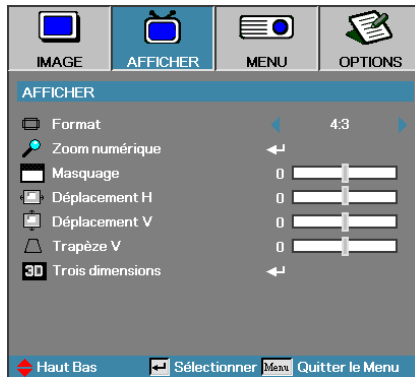 IMAGE AFFICHER MENU OPTIONS
AFFICHER
Format 4:3
Zoom numérique
Masquage 0
Déplacement H 0
Déplacement V 0
Trapèze V 0
3D Trois dimensions
Haut Bas Sélectionner Menu Quitter le Menu